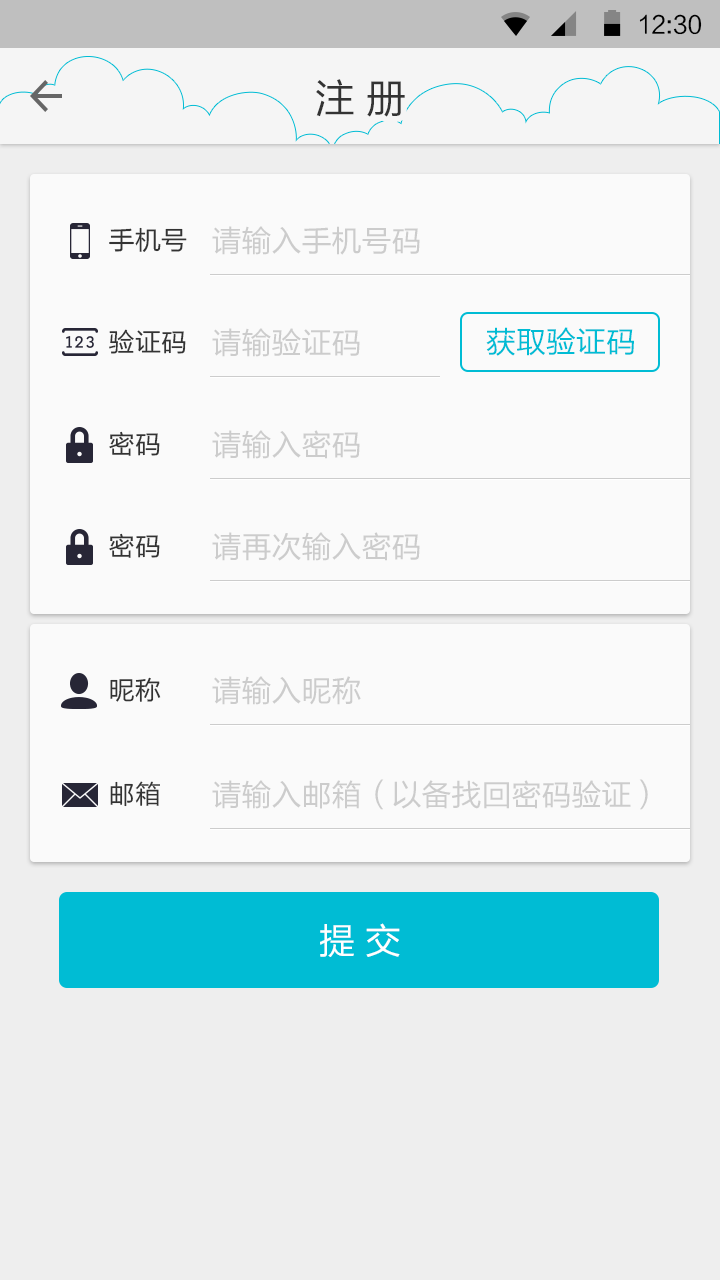 12:30
注 册
手机号 请输入手机号码
123 验证码 请输验证码 获取验证码
密码 请输入密码
密码 请再次输入密码
昵称 请输入昵称
邮箱 请输入邮箱（以备找回密码验证）
提 交